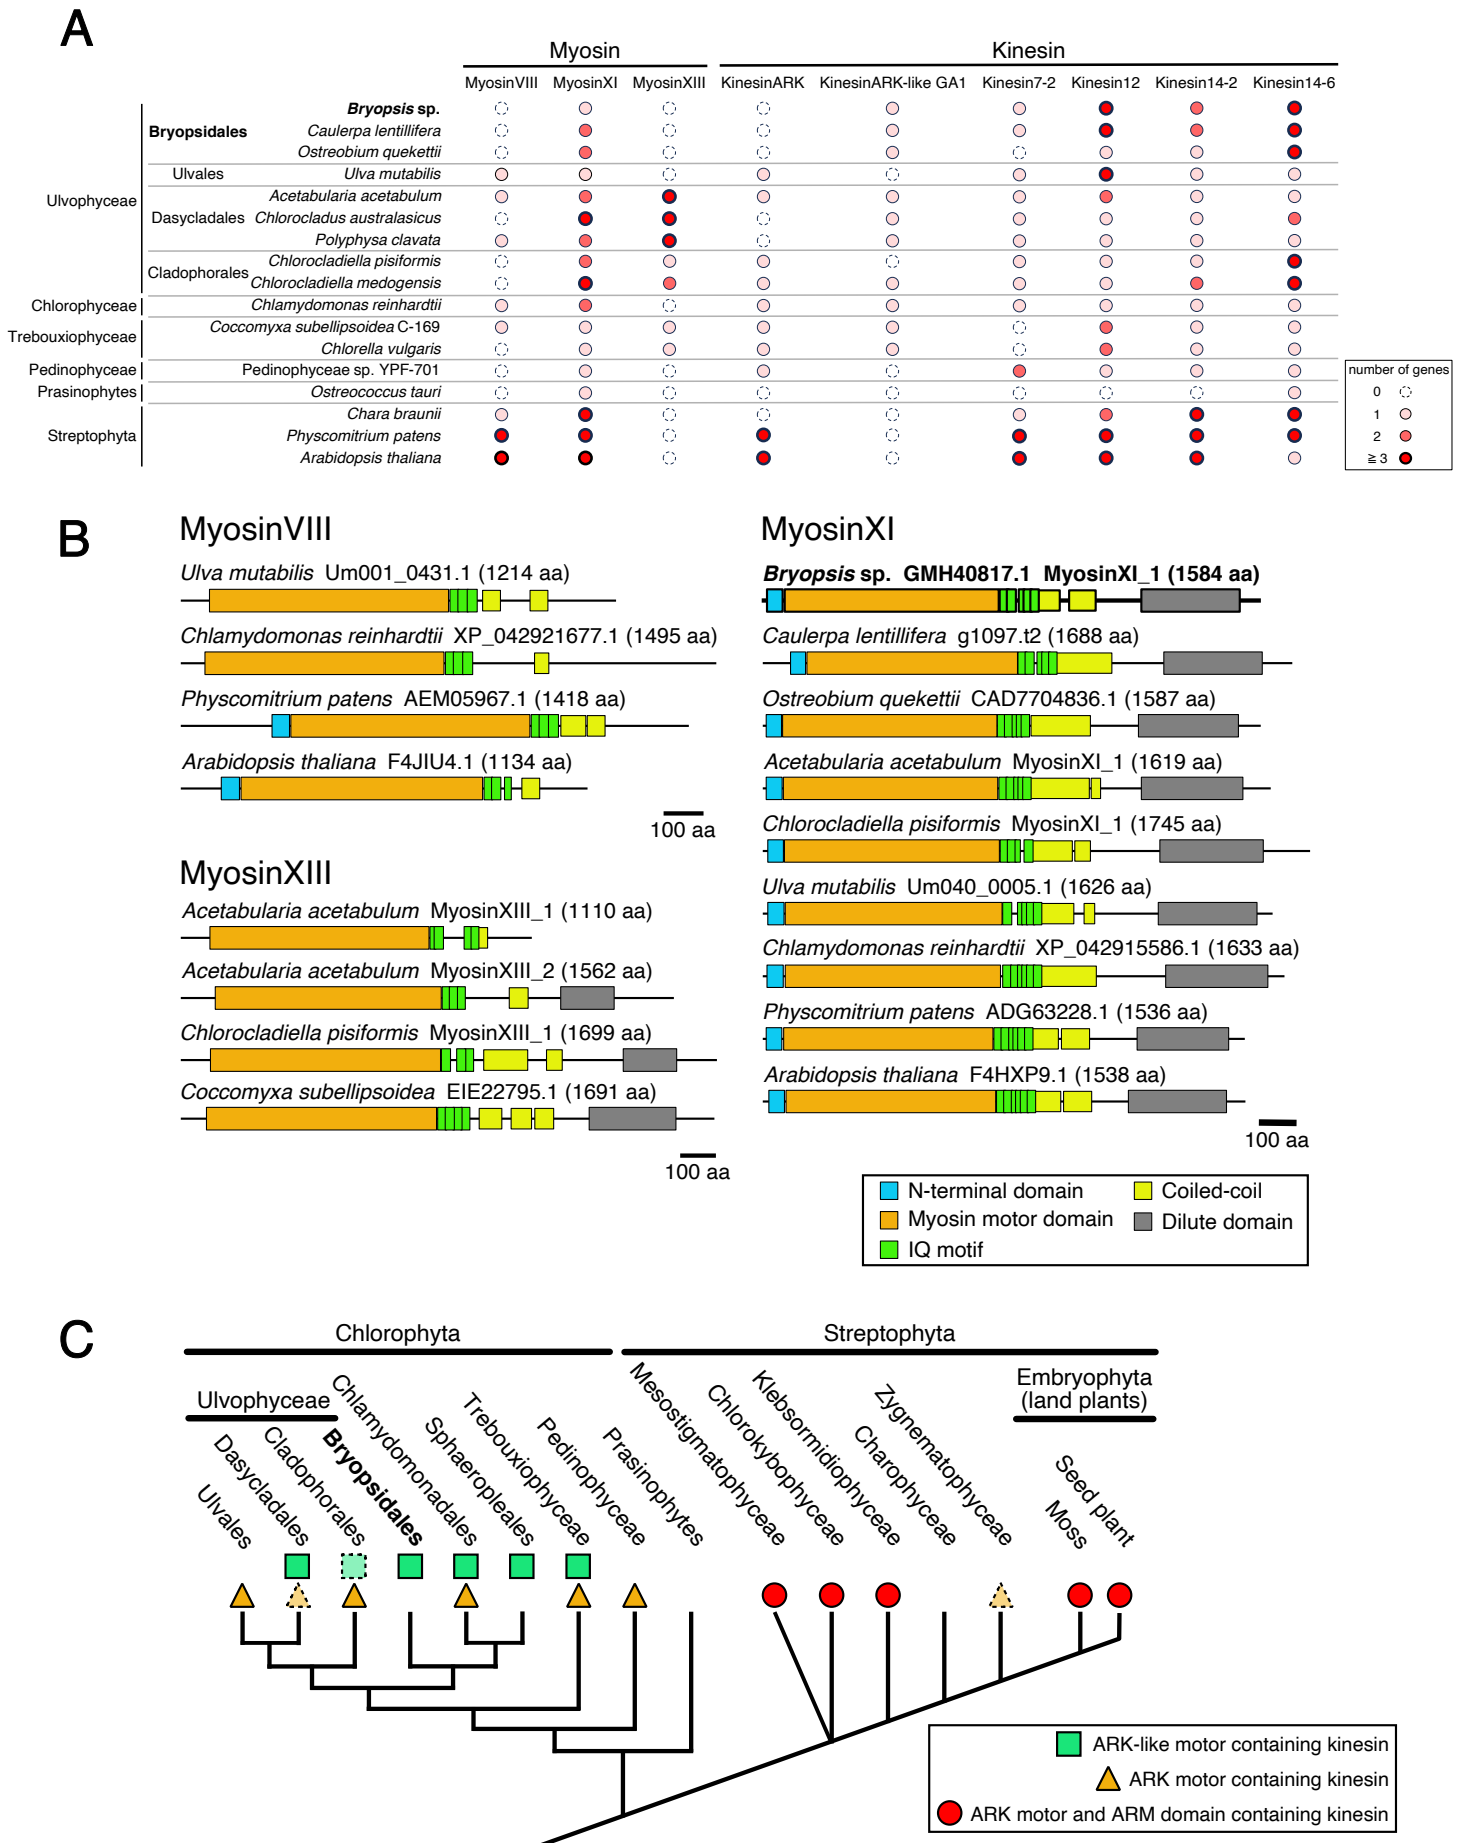 A
Myosin
Kinesin
MyosinVIII MyosinXI MyosinXIII KinesinARK KinesinARK-like GA1 Kinesin7-2 Kinesin12 Kinesin14-2 Kinesin14-6
Bryopsis sp.
Bryopsidales Caulerpa lentillifera
Ostreobium quekettii
Ulvales Ulva mutabilis
Ulvophyceae Acetabularia acetabulum
Dasycladales Chlorocladus australasicus
Polyphysa clavata
Cladophorales Chlorocladiella pisiformis
Chlorocladiella medogensis
Chlorophyceae Chlamydomonas reinhardtii
Trebouxiophyceae Coccomyxa subellipsoidea C-169
Chlorella vulgaris
Pedinophyceae Pedinophyceae sp. YPF-701
Prasinophytes Ostreococcus tauri
Chara braunii
Streptophyta Physcomitrium patens
Arabidopsis thaliana
number of genes
0
1
2
≧ 3
B
MyosinVIII
Ulva mutabilis Um001_0431.1 (1214 aa)
Chlamydomonas reinhardtii XP_042921677.1 (1495 aa)
Physcomitrium patens AEM05967.1 (1418 aa)
Arabidopsis thaliana F4JIU4.1 (1134 aa)
100 aa
MyosinXIII
Acetabularia acetabulum MyosinXIII_1 (1110 aa)
Acetabularia acetabulum MyosinXIII_2 (1562 aa)
Chlorocladiella pisiformis MyosinXIII_1 (1699 aa)
Coccomyxa subellipsoidea EIE22795.1 (1691 aa)
100 aa
MyosinXI
Bryopsis sp. GMH40817.1 MyosinXI_1 (1584 aa)
Caulerpa lentillifera g1097.t2 (1688 aa)
Ostreobium quekettii CAD7704836.1 (1587 aa)
Acetabularia acetabulum MyosinXI_1 (1619 aa)
Chlorocladiella pisiformis MyosinXI_1 (1745 aa)
Ulva mutabilis Um040_0005.1 (1626 aa)
Chlamydomonas reinhardtii XP_042915586.1 (1633 aa)
Physcomitrium patens ADG63228.1 (1536 aa)
Arabidopsis thaliana F4HXP9.1 (1538 aa)
100 aa
N-terminal domain
Myosin motor domain
IQ motif
Coiled-coil
Dilute domain
C
Chlorophyta
Streptophyta
Ulvophyceae
Embryophyta
(land plants)
Ulvales
Dasycladales
Cladophorales
Bryopsidales
Chlamydomonadales
Sphaeropleales
Trebouxiophyceae
Pedinophyceae
Prasinophytes
Mesostigmatophyceae
Chlorokybophyceae
Klebsormidiophyceae
Charophyceae
Zygnematophyceae
Moss
Seed plant
ARK-like motor containing kinesin
ARK motor containing kinesin
ARK motor and ARM domain containing kinesin